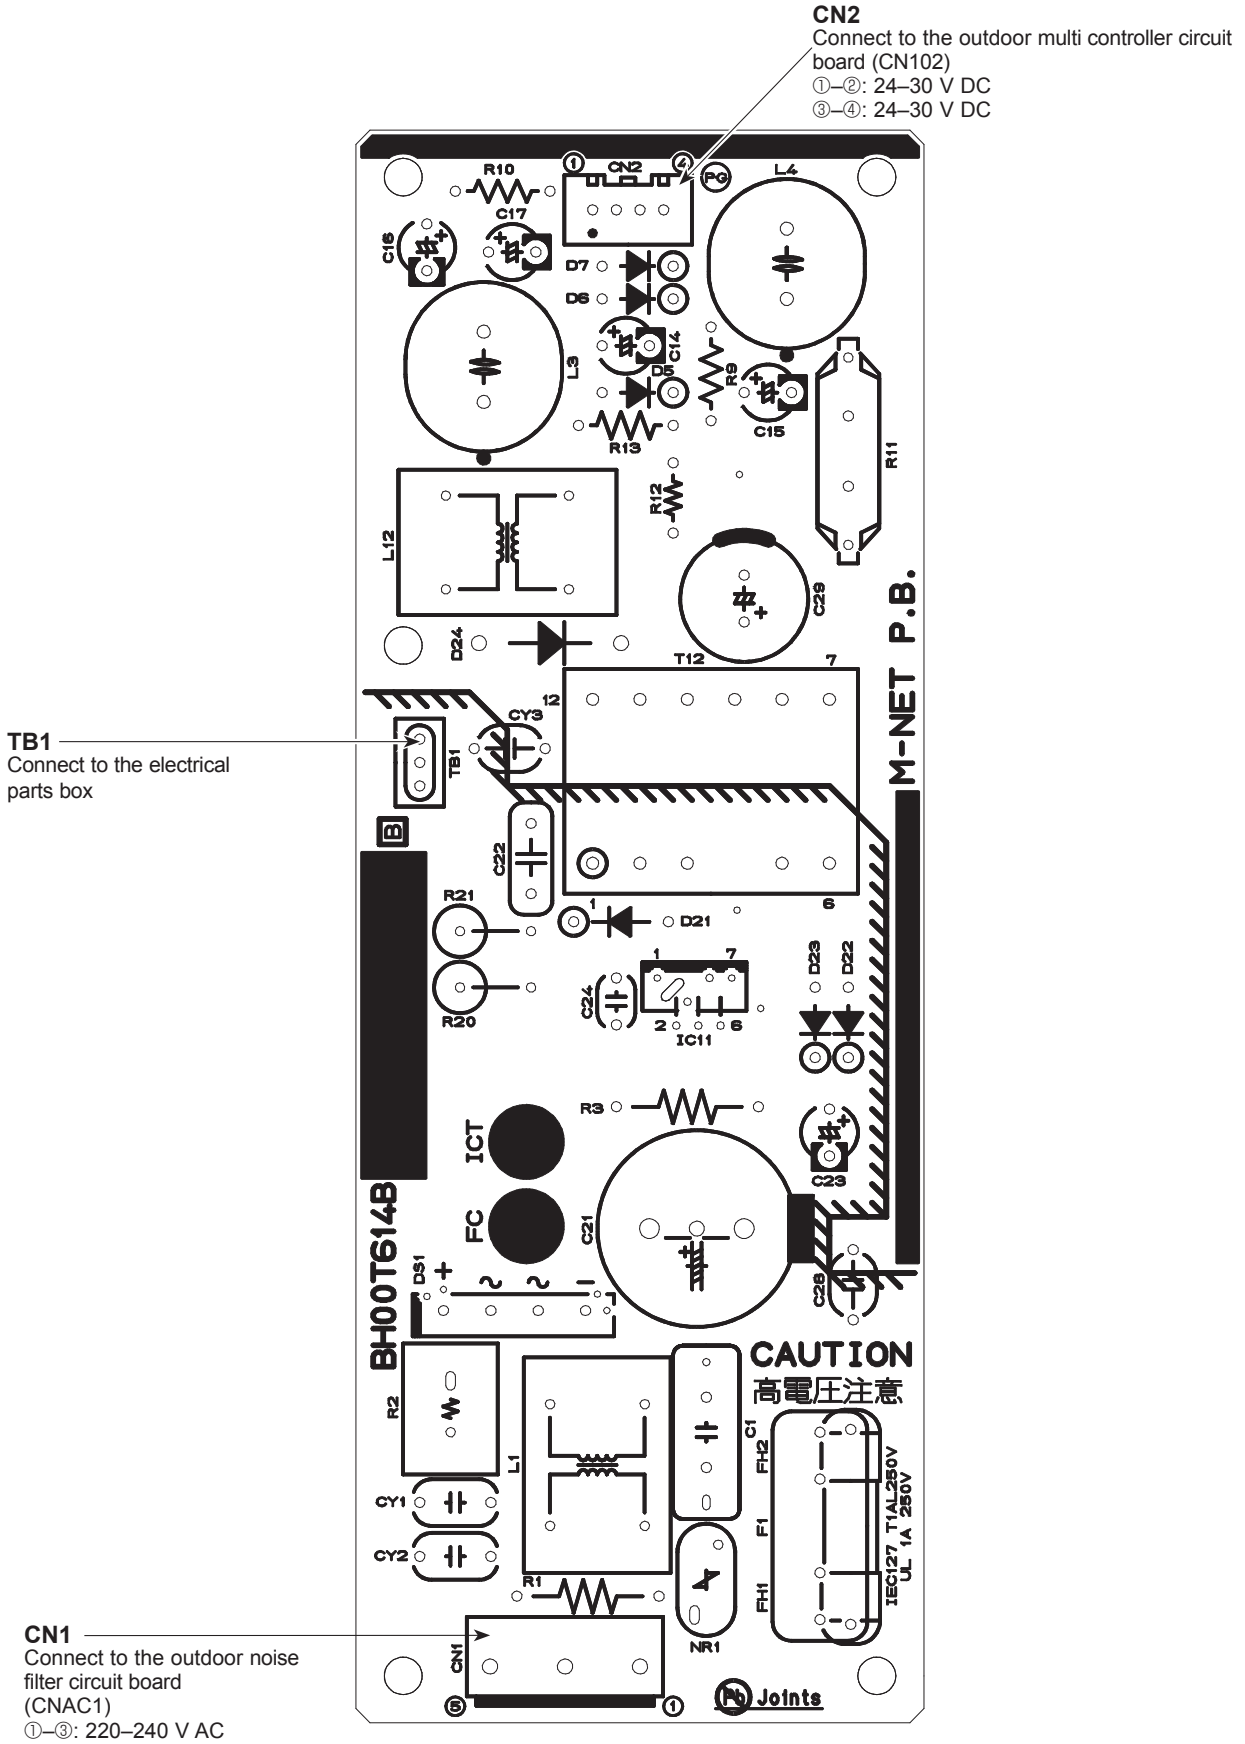 CN2
Connect to the outdoor multi controller circuit
board (CN102)
①–②: 24–30 V DC
③–④: 24–30 V DC
① CN2 ④
PG
R10
L4
C17
C16
D7
D6
C14
L3
D5
R9
C15
R13
R11
R12
L12
C29
M-NET P.B.
D24
T12
7
12
CY3
TB1
Connect to the electrical
parts box
TB1
B
C22
R21
1
6
D21
D23
D22
1
7
C24
R20
2
6
IC11
R3
ICT
C23
FC
C21
BH00T614B
DS1
+ ~ ~ −
C28
CAUTION
高電圧注意
R2
L1
C1
FH2
F1
FH1
IEC127 T1AL250V
UL 1A 250V
CY1
CY2
R1
NR1
CN1
Connect to the outdoor noise
filter circuit board
(CNAC1)
①–③: 220–240 V AC
CN1
⑤
①
Pb Joints